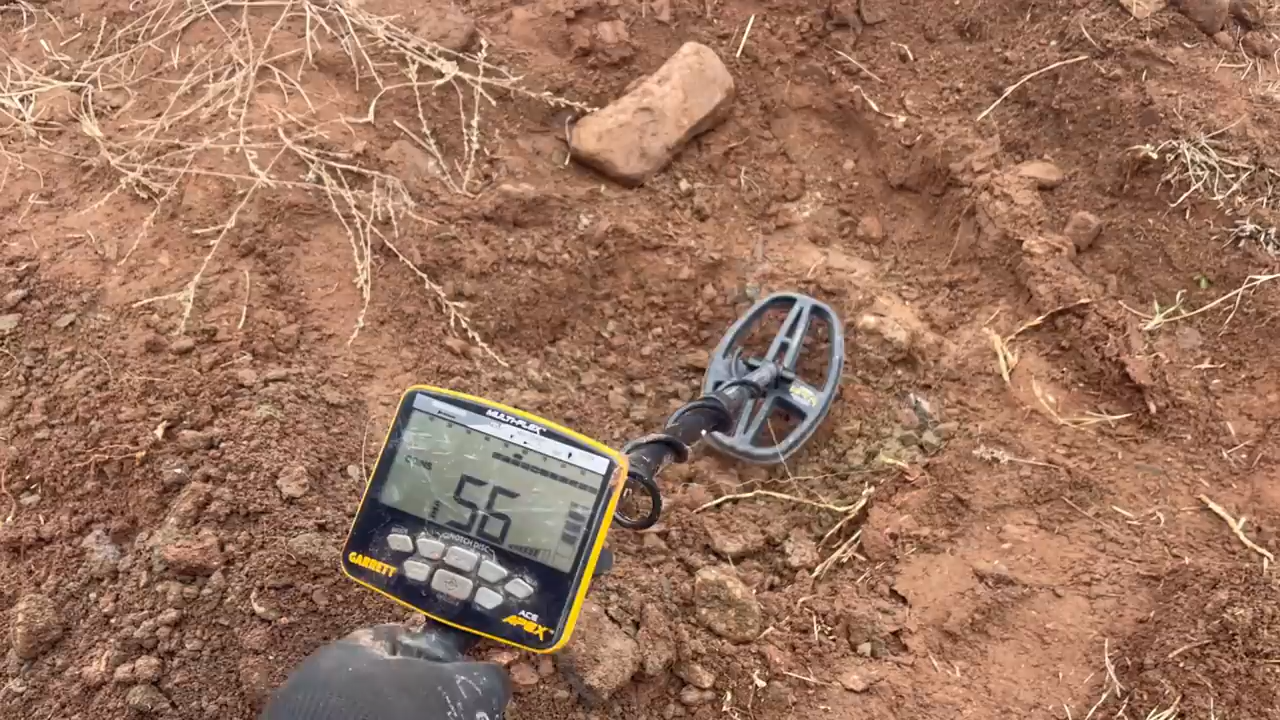 MULTI-FLEX
COINS
56
NOTCH DISC
GARRETT
ACE
APEX